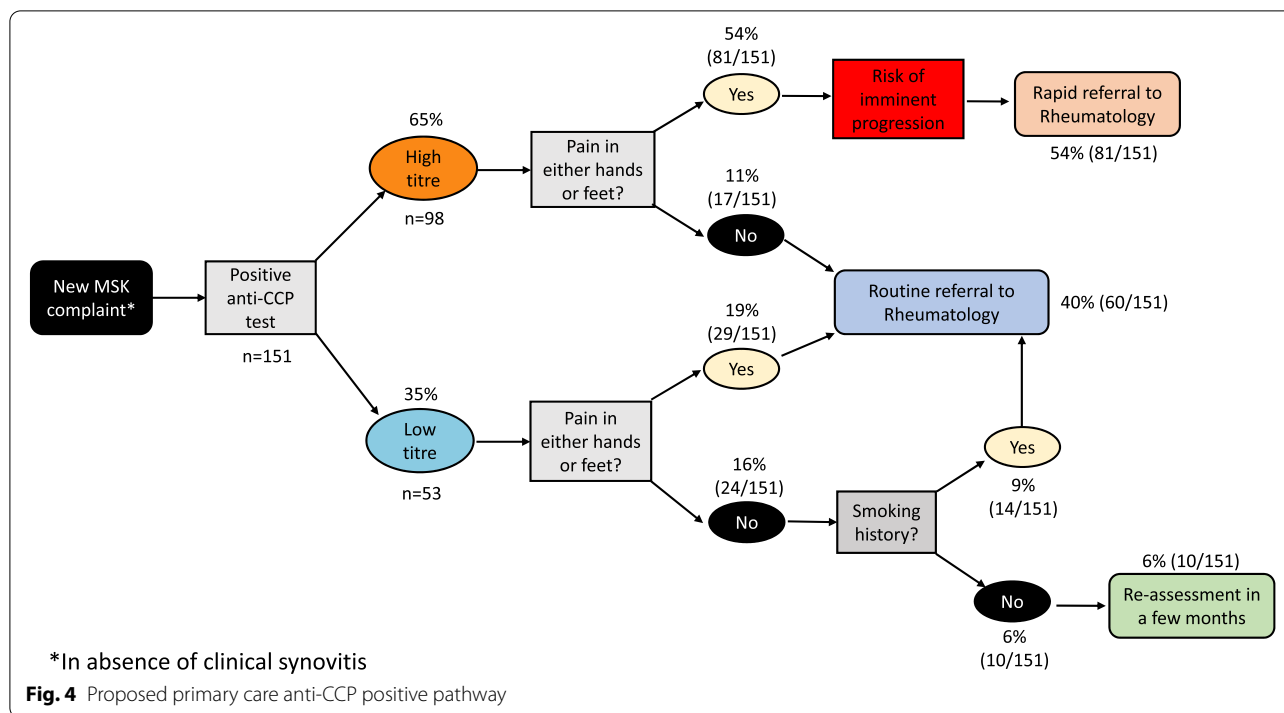 New MSK
complaint*
Positive
anti-CCP
test
n=151
65%
High
titre
n=98
Pain in
either hands
or feet?
54%
(81/151)
Yes
Risk of
imminent
progression
Rapid referral to
Rheumatology
54% (81/151)
11%
(17/151)
No
Routine referral to
Rheumatology
40% (60/151)
35%
Low
titre
n=53
Pain in
either hands
or feet?
19%
(29/151)
Yes
16%
(24/151)
No
Smoking
history?
Yes
9%
(14/151)
No
6%
(10/151)
6% (10/151)
Re-assessment in
a few months
*In absence of clinical synovitis
Fig. 4 Proposed primary care anti-CCP positive pathway